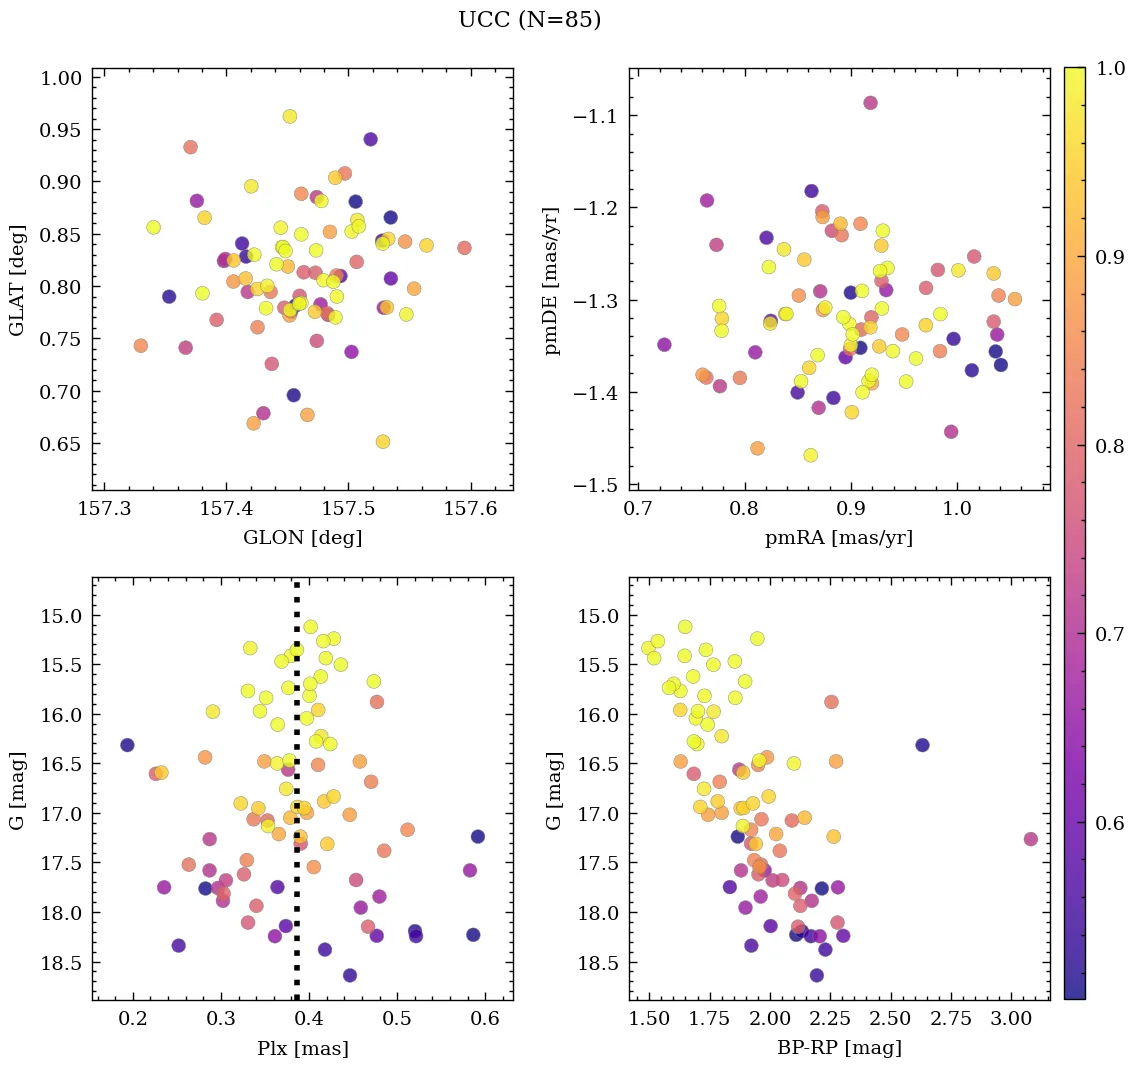 UCC (N=85)
1.00
0.95
0.90
0.85
0.80
0.75
0.70
0.65
GLAT [deg]
157.3 157.4 157.5 157.6
GLON [deg]
−1.1
−1.2
−1.3
−1.4
−1.5
pmDE [mas/yr]
0.7 0.8 0.9 1.0
pmRA [mas/yr]
15.0
15.5
16.0
16.5
17.0
17.5
18.0
18.5
G [mag]
0.2 0.3 0.4 0.5 0.6
Plx [mas]
15.0
15.5
16.0
16.5
17.0
17.5
18.0
18.5
G [mag]
1.50 1.75 2.00 2.25 2.50 2.75 3.00
BP-RP [mag]
1.0
0.9
0.8
0.7
0.6